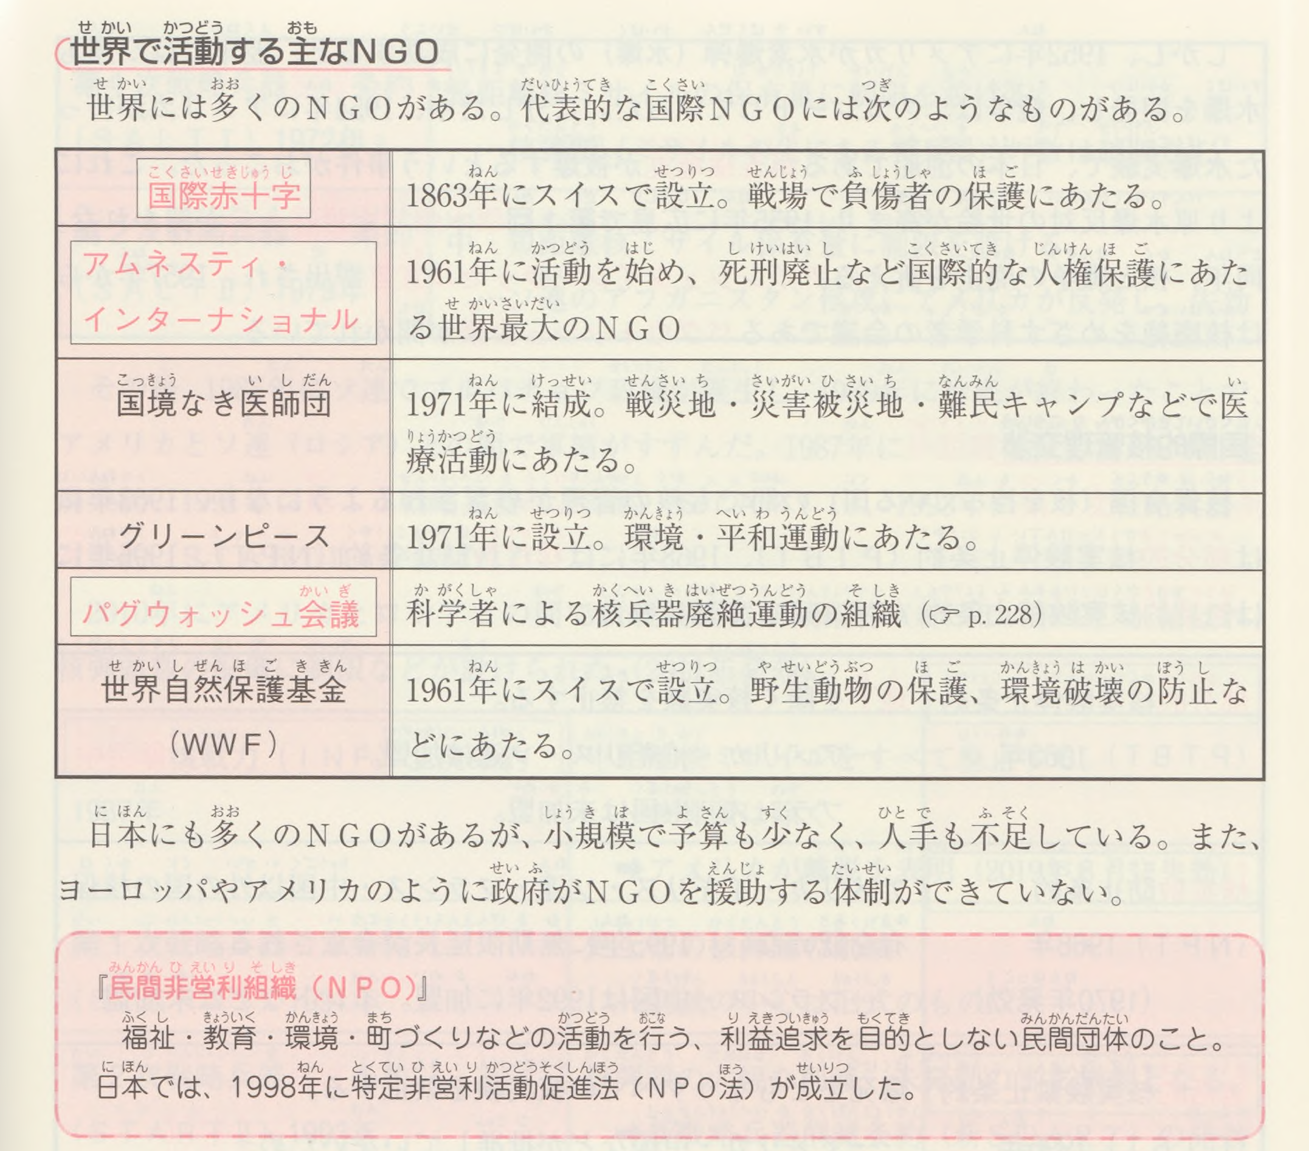 世界で活動する主なNGO
世界には多くのNGOがある。代表的な国際NGOには次のようなものがある。
国際赤十字
1863年にスイスで設立。戦場で負傷者の保護にあたる。
アムネスティ・
インターナショナル
1961年に活動を始め、死刑廃止など国際的な人権保護にあた
る世界最大のNGO
国境なき医師団
1971年に結成。戦災地・災害被災地・難民キャンプなどで医
療活動にあたる。
グリーンピース
1971年に設立。環境・平和運動にあたる。
パグウォッシュ会議
科学者による核兵器廃絶運動の組織（☞ p. 228）
世界自然保護基金
（WWF）
1961年にスイスで設立。野生動物の保護、環境破壊の防止な
どにあたる。
日本にも多くのNGOがあるが、小規模で予算も少なく、人手も不足している。また、
ヨーロッパやアメリカのように政府がNGOを援助する体制ができていない。
『民間非営利組織（NPO）』
福祉・教育・環境・町づくりなどの活動を行う、利益追求を目的としない民間団体のこと。
日本では、1998年に特定非営利活動促進法（NPO法）が成立した。